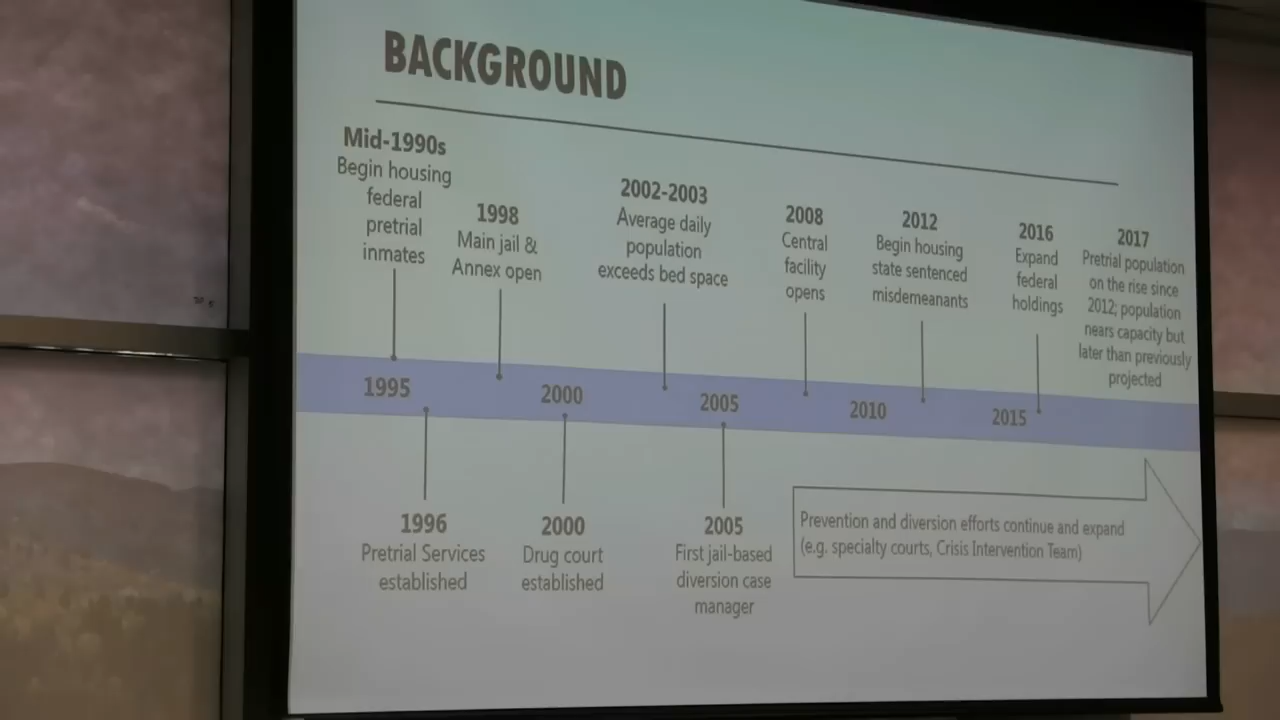 BACKGROUND
Mid-1990s
Begin housing
federal
pretrial
inmates
1998
Main jail &
Annex open
2002-2003
Average daily
population
exceeds bed space
2008
Central
facility
opens
2012
Begin housing
state sentenced
misdemeanants
2016
Expand
federal
holdings
2017
Pretrial population
on the rise since
2012; population
nears capacity but
later than previously
projected
1995
2000
2005
2010
2015
1996
Pretrial Services
established
2000
Drug court
established
2005
First jail-based
diversion case
manager
Prevention and diversion efforts continue and expand
(e.g. specialty courts, Crisis Intervention Team)